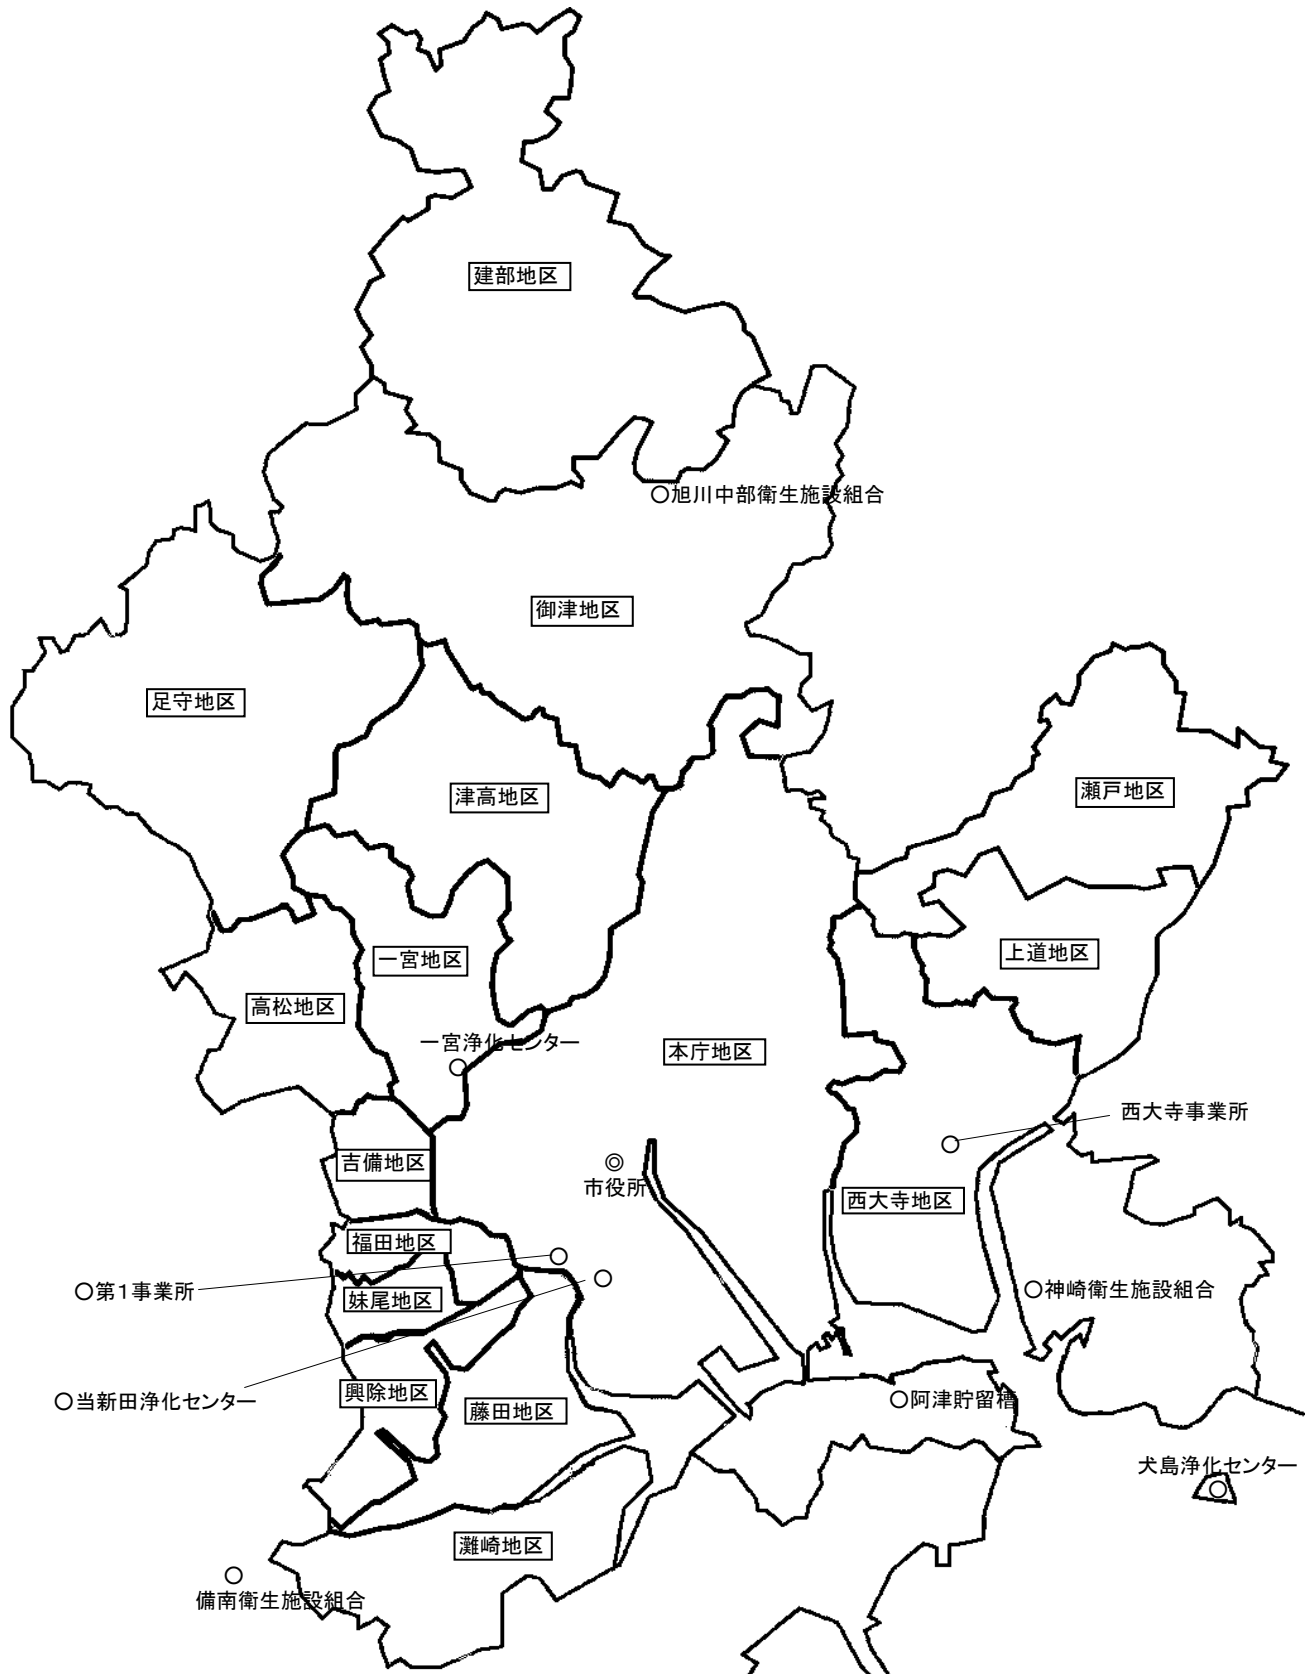 建部地区
○旭川中部衛生施設組合
御津地区
足守地区
津高地区
瀬戸地区
一宮地区
上道地区
高松地区
一宮浄化センター
本庁地区
西大寺事業所
吉備地区
◎
市役所
西大寺地区
福田地区
○第1事業所
妹尾地区
○神崎衛生施設組合
興除地区
○当新田浄化センター
藤田地区
○阿津貯留槽
犬島浄化センター
灘崎地区
備南衛生施設組合